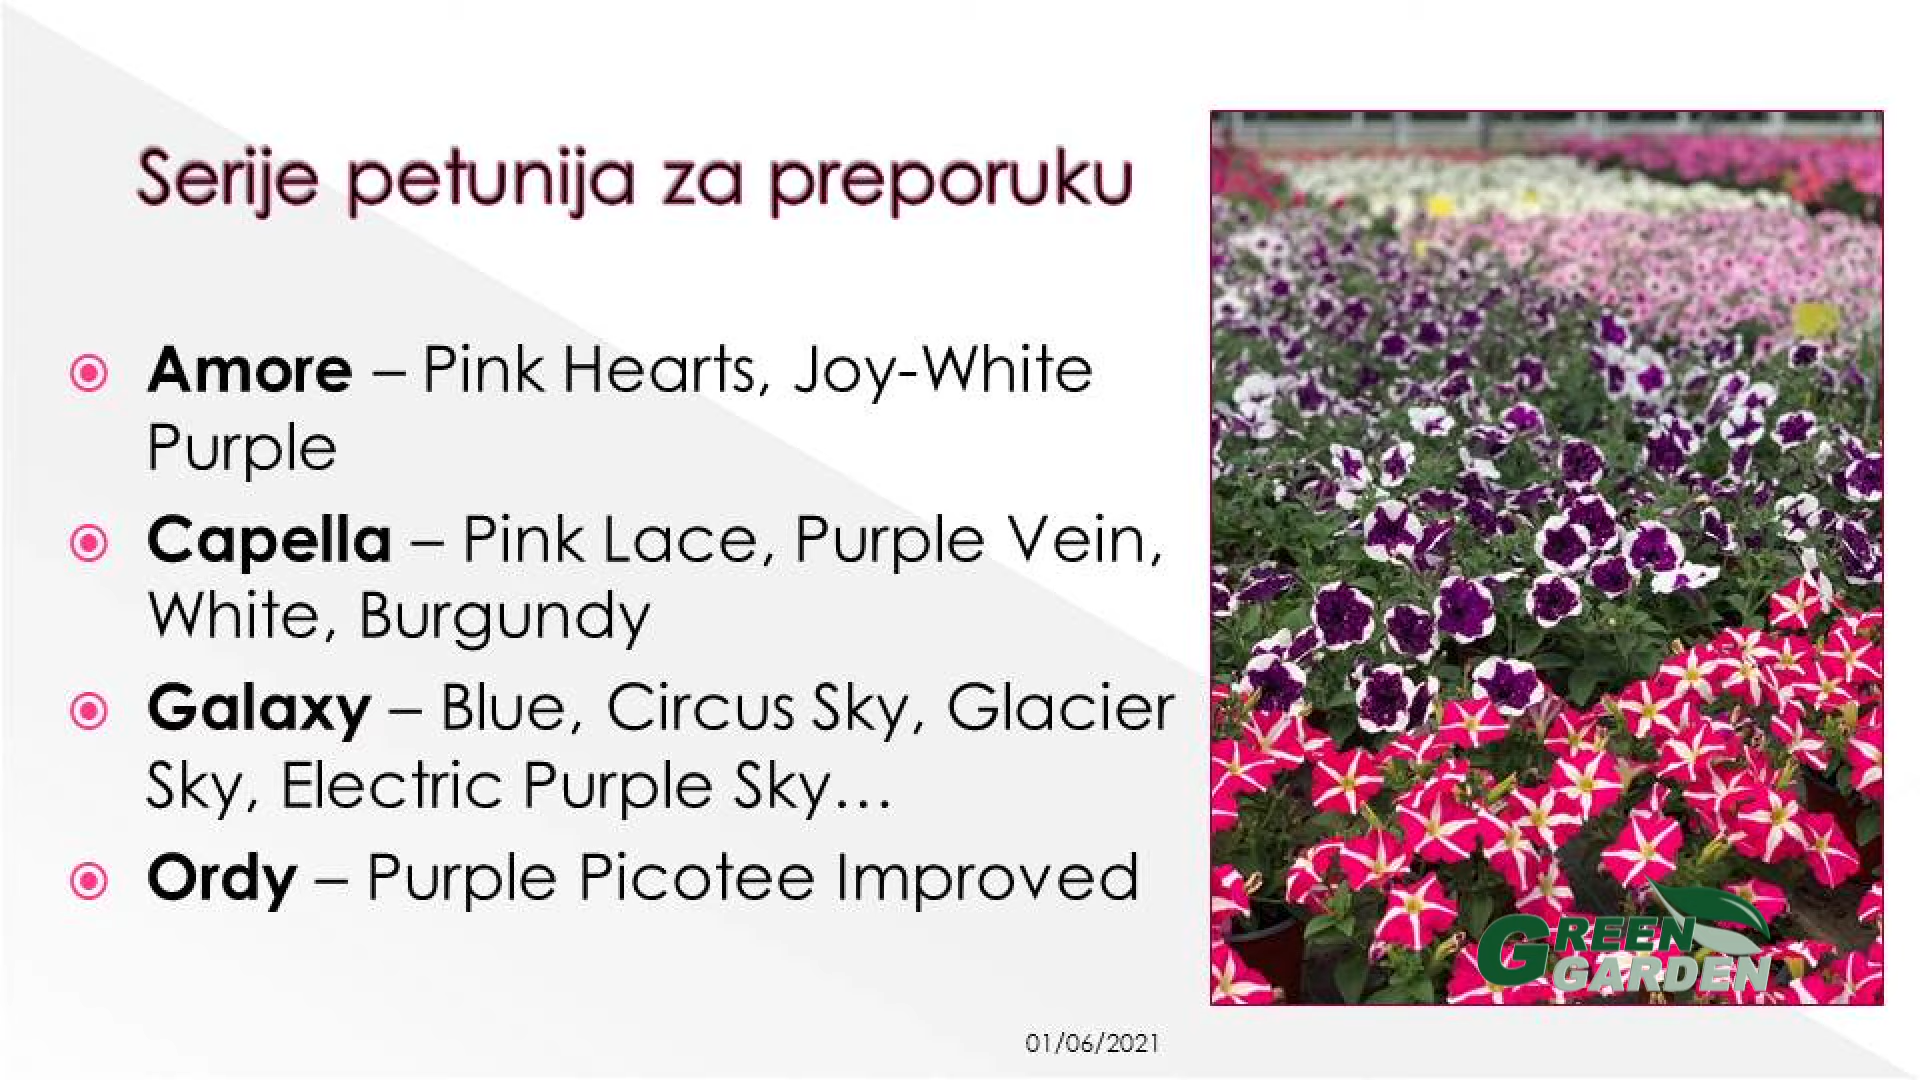 Serije petunija za preporuku
Amore – Pink Hearts, Joy-White
Purple
Capella – Pink Lace, Purple Vein,
White, Burgundy
Galaxy – Blue, Circus Sky, Glacier
Sky, Electric Purple Sky…
Ordy – Purple Picotee Improved
GREEN
GARDEN
01/06/2021